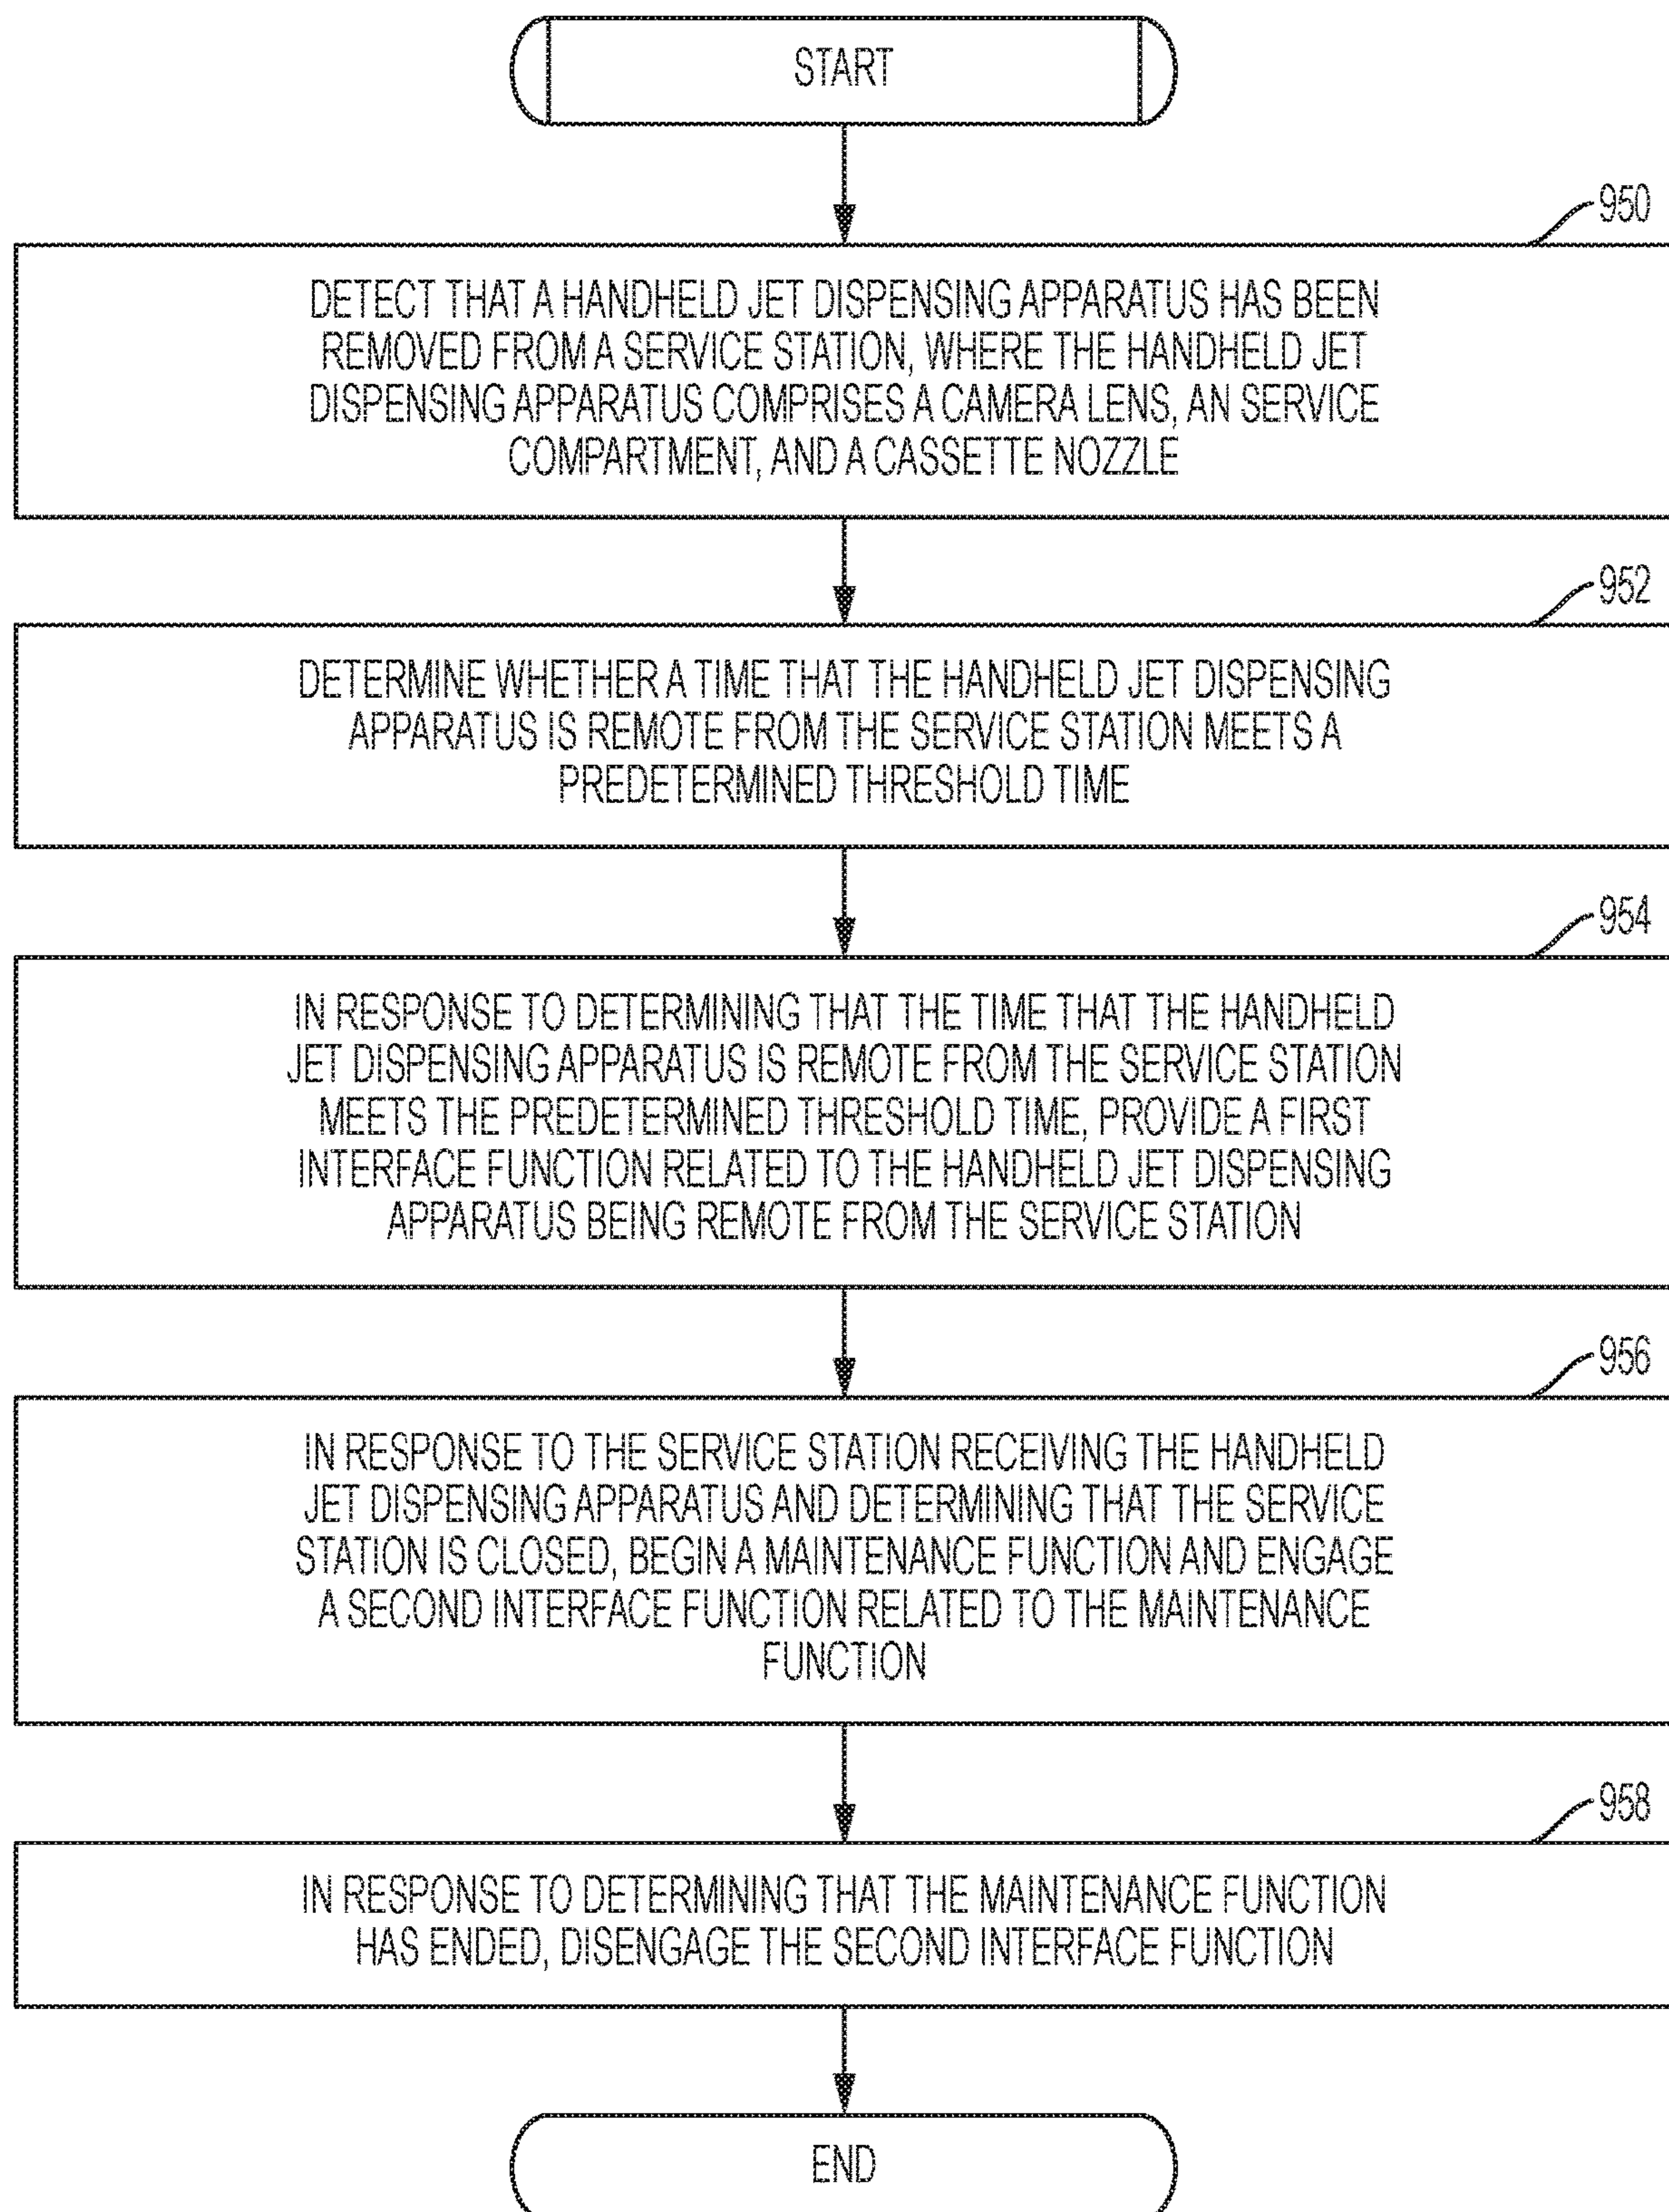 START
950
DETECT THAT A HANDHELD JET DISPENSING APPARATUS HAS BEEN
REMOVED FROM A SERVICE STATION, WHERE THE HANDHELD JET
DISPENSING APPARATUS COMPRISES A CAMERA LENS, AN SERVICE
COMPARTMENT, AND A CASSETTE NOZZLE
952
DETERMINE WHETHER A TIME THAT THE HANDHELD JET DISPENSING
APPARATUS IS REMOTE FROM THE SERVICE STATION MEETS A
PREDETERMINED THRESHOLD TIME
954
IN RESPONSE TO DETERMINING THAT THE TIME THAT THE HANDHELD
JET DISPENSING APPARATUS IS REMOTE FROM THE SERVICE STATION
MEETS THE PREDETERMINED THRESHOLD TIME, PROVIDE A FIRST
INTERFACE FUNCTION RELATED TO THE HANDHELD JET DISPENSING
APPARATUS BEING REMOTE FROM THE SERVICE STATION
956
IN RESPONSE TO THE SERVICE STATION RECEIVING THE HANDHELD
JET DISPENSING APPARATUS AND DETERMINING THAT THE SERVICE
STATION IS CLOSED, BEGIN A MAINTENANCE FUNCTION AND ENGAGE
A SECOND INTERFACE FUNCTION RELATED TO THE MAINTENANCE
FUNCTION
958
IN RESPONSE TO DETERMINING THAT THE MAINTENANCE FUNCTION
HAS ENDED, DISENGAGE THE SECOND INTERFACE FUNCTION
END